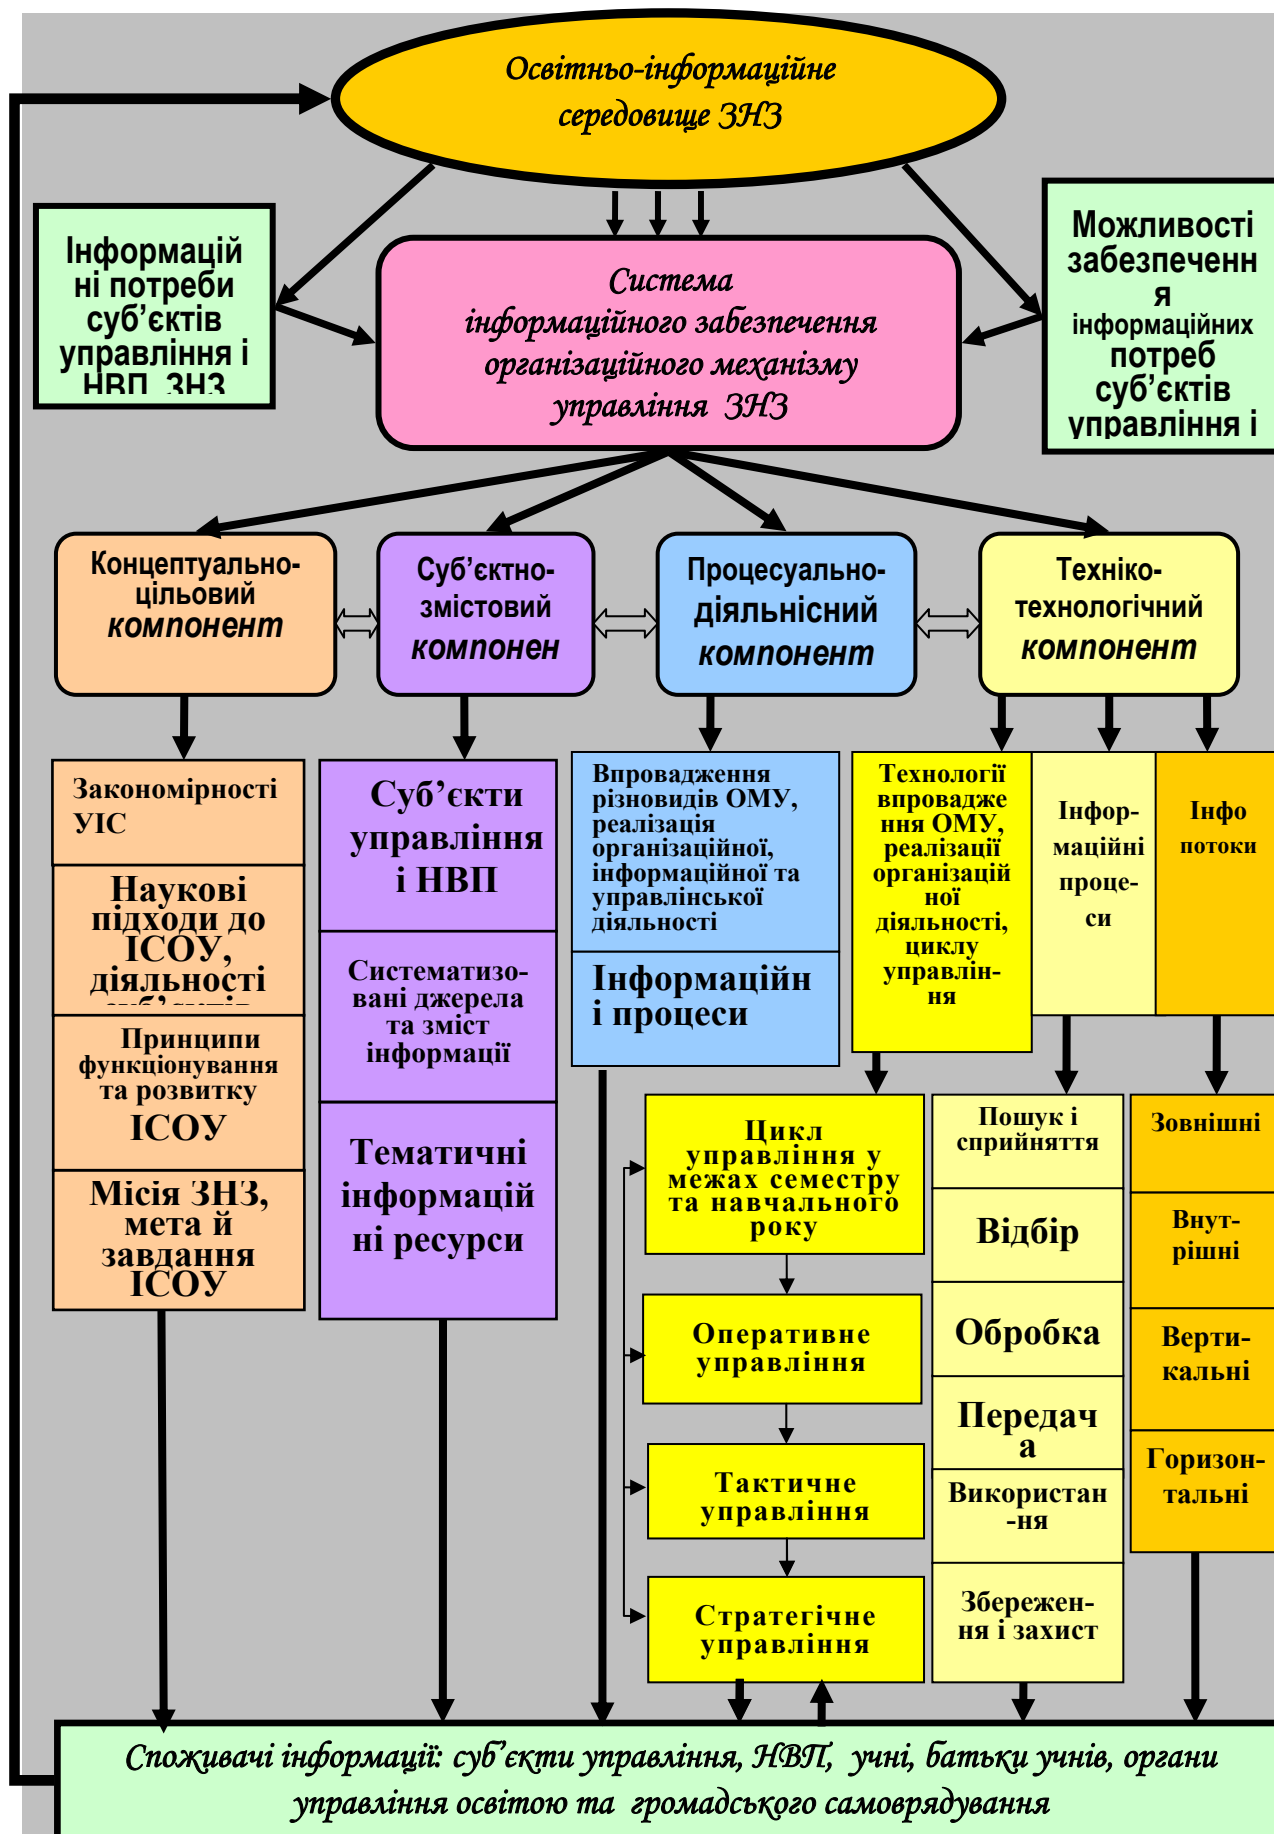 Освітньо-інформаційне
середовище ЗНЗ
Інформацій
ні потреби
суб’єктів
управління і
НВП ЗНЗ
Система
інформаційного забезпечення
організаційного механізму
управління ЗНЗ
Можливості
забезпеченн
я
інформаційних
потреб
суб’єктів
управління і
Концептуально-
цільовий
компонент
Суб’єктно-
змістовий
компонен
Процесуально-
діяльнісний
компонент
Техніко-
технологічний
компонент
Закономірності
УІС
Наукові
підходи до
ІСОУ,
діяльності
суб’єктів
Принципи
функціонування
та розвитку
ІСОУ
Місія ЗНЗ,
мета й
завдання
ІСОУ
Суб’єкти
управління
і НВП
Систематизо-
вані джерела
та зміст
інформації
Тематичні
інформацій
ні ресурси
Впровадження
різновидів ОМУ,
реалізація
організаційної,
інформаційної та
управлінської
діяльності
Інформаційн
і процеси
Технології
впровадже
ння ОМУ,
реалізації
організацій
ної
діяльності,
циклу
управлін-
ня
Інфор-
маційні
проце-
си
Інфо
потоки
Цикл
управління у
межах семестру
та навчального
року
Оперативне
управління
Тактичне
управління
Стратегічне
управління
Пошук і
сприйняття
Відбір
Обробка
Передач
а
Використан
-ня
Збережен-
ня і захист
Зовнішні
Внут-
рішні
Верти-
кальні
Горизон-
тальні
Споживачі інформації: суб’єкти управління, НВП, учні, батьки учнів, органи
управління освітою та громадського самоврядування